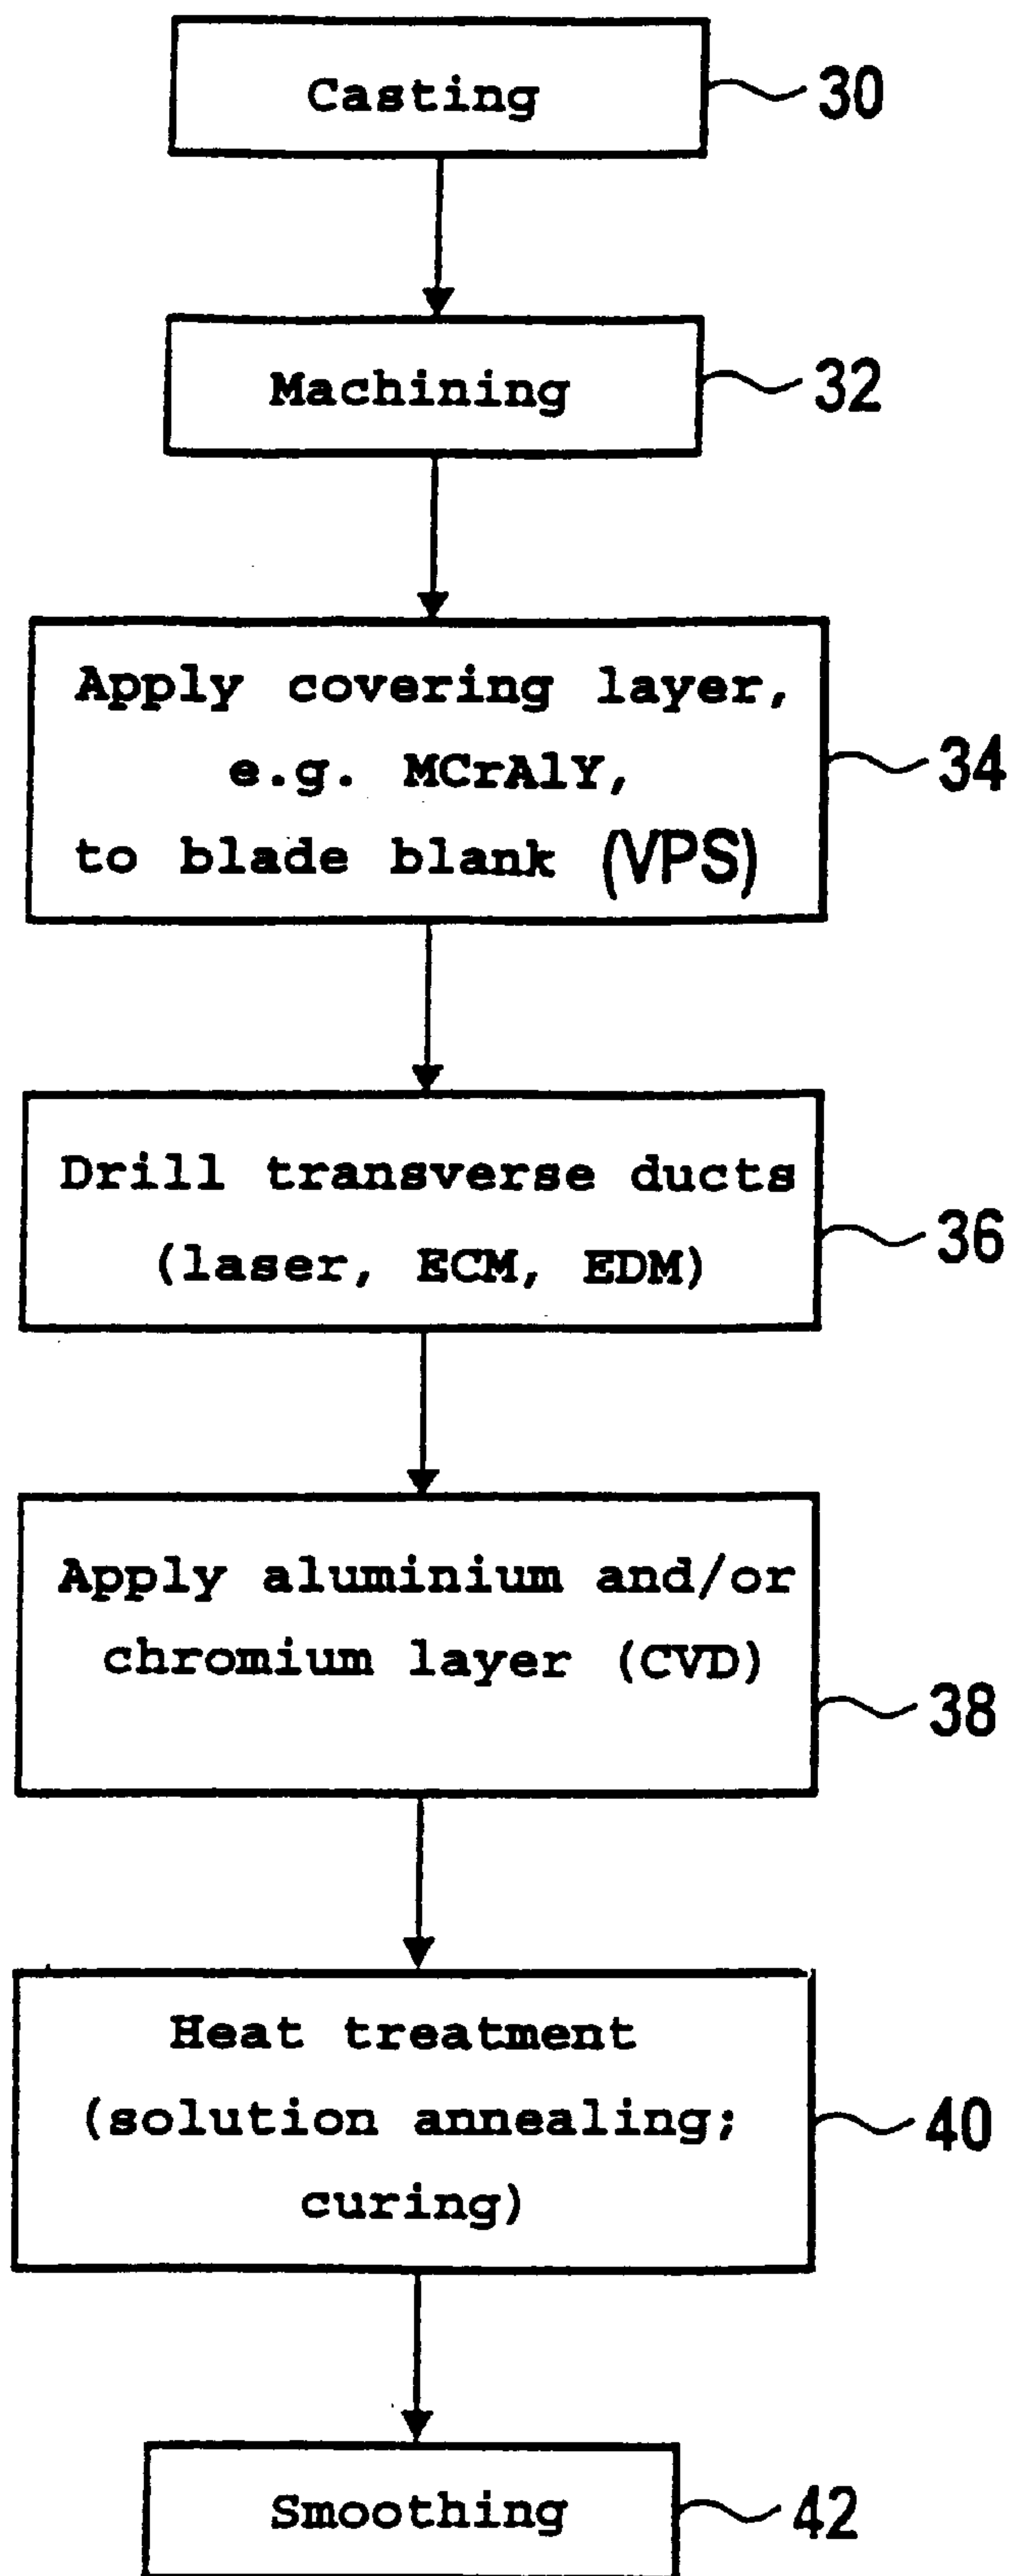 Casting
30
Machining
32
Apply covering layer,
e.g. MCrAlY,
34
to blade blank (VPS)
Drill transverse ducts
36
(laser, ECM, EDM)
Apply aluminium and/or
chromium layer (CVD)
38
Heat treatment
(solution annealing;
40
curing)
Smoothing
42